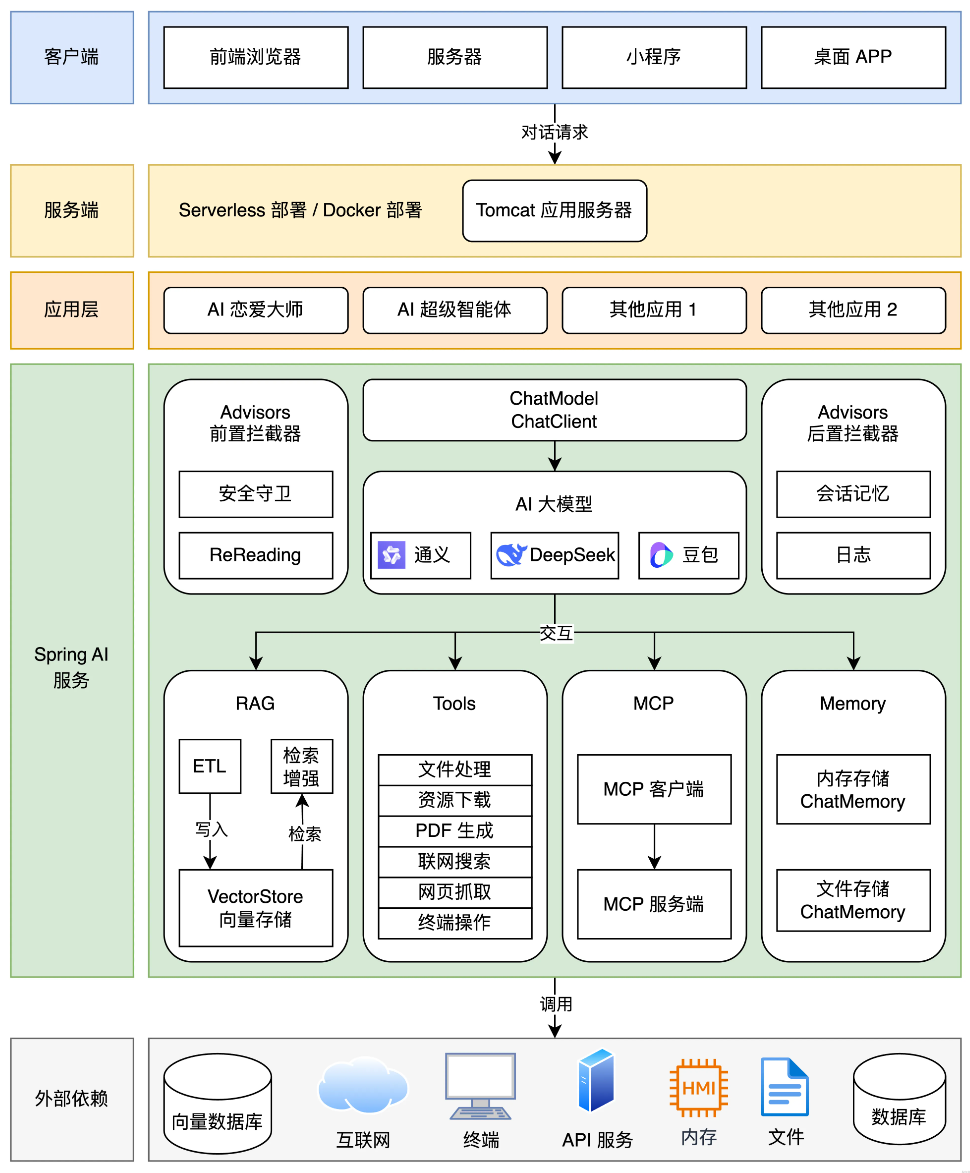 客户端
前端浏览器
服务器
小程序
桌面 APP
对话请求
服务端
Serverless 部署 / Docker 部署
Tomcat 应用服务器
应用层
AI 恋爱大师
AI 超级智能体
其他应用 1
其他应用 2
Spring AI
服务
Advisors
前置拦截器
安全守卫
ReReading
ChatModel
ChatClient
AI 大模型
通义
DeepSeek
豆包
Advisors
后置拦截器
会话记忆
日志
交互
RAG
ETL
检索
增强
写入
检索
VectorStore
向量存储
Tools
文件处理
资源下载
PDF 生成
联网搜索
网页抓取
终端操作
MCP
MCP 客户端
MCP 服务端
Memory
内存存储
ChatMemory
文件存储
ChatMemory
调用
外部依赖
向量数据库
互联网
终端
API 服务
HMI
内存
文件
数据库